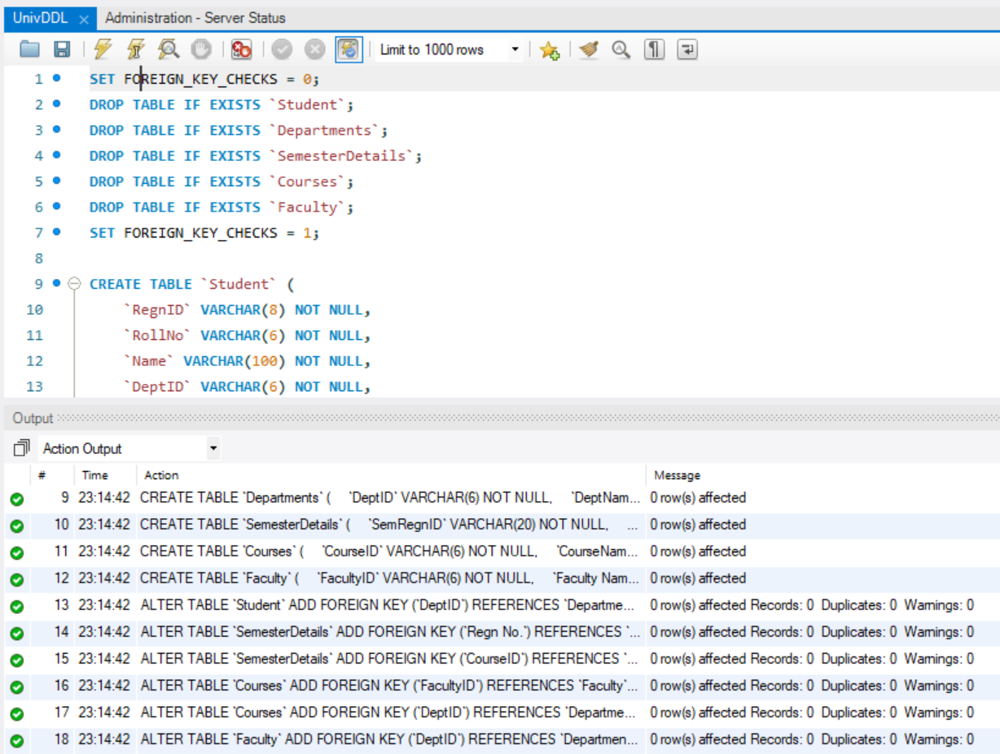 UnivDDL × Administration - Server Status
Limit to 1000 rows
1 SET FOREIGN_KEY_CHECKS = 0;
2 DROP TABLE IF EXISTS `Student`;
3 DROP TABLE IF EXISTS `Departments`;
4 DROP TABLE IF EXISTS `SemesterDetails`;
5 DROP TABLE IF EXISTS `Courses`;
6 DROP TABLE IF EXISTS `Faculty`;
7 SET FOREIGN_KEY_CHECKS = 1;
8
9 CREATE TABLE `Student` (
10 `RegnID` VARCHAR(8) NOT NULL,
11 `RollNo` VARCHAR(6) NOT NULL,
12 `Name` VARCHAR(100) NOT NULL,
13 `DeptID` VARCHAR(6) NOT NULL,
Output
Action Output
# Time Action Message
9 23:14:42 CREATE TABLE `Departments` ( `DeptID` VARCHAR(6) NOT NULL, `DeptNam... 0 row(s) affected
10 23:14:42 CREATE TABLE `SemesterDetails` ( `SemRegnID` VARCHAR(20) NOT NULL, ... 0 row(s) affected
11 23:14:42 CREATE TABLE `Courses` ( `CourseID` VARCHAR(6) NOT NULL, `CourseNam... 0 row(s) affected
12 23:14:42 CREATE TABLE `Faculty` ( `FacultyID` VARCHAR(6) NOT NULL, `Faculty Nam... 0 row(s) affected
13 23:14:42 ALTER TABLE `Student` ADD FOREIGN KEY (`DeptID`) REFERENCES `Departme... 0 row(s) affected Records: 0 Duplicates: 0 Warnings: 0
14 23:14:42 ALTER TABLE `SemesterDetails` ADD FOREIGN KEY (`Regn No.`) REFERENCES `... 0 row(s) affected Records: 0 Duplicates: 0 Warnings: 0
15 23:14:42 ALTER TABLE `SemesterDetails` ADD FOREIGN KEY (`CourseID`) REFERENCES `... 0 row(s) affected Records: 0 Duplicates: 0 Warnings: 0
16 23:14:42 ALTER TABLE `Courses` ADD FOREIGN KEY (`FacultyID`) REFERENCES `Faculty`... 0 row(s) affected Records: 0 Duplicates: 0 Warnings: 0
17 23:14:42 ALTER TABLE `Courses` ADD FOREIGN KEY (`DeptID`) REFERENCES `Departme... 0 row(s) affected Records: 0 Duplicates: 0 Warnings: 0
18 23:14:42 ALTER TABLE `Faculty` ADD FOREIGN KEY (`DeptID`) REFERENCES `Departmen... 0 row(s) affected Records: 0 Duplicates: 0 Warnings: 0